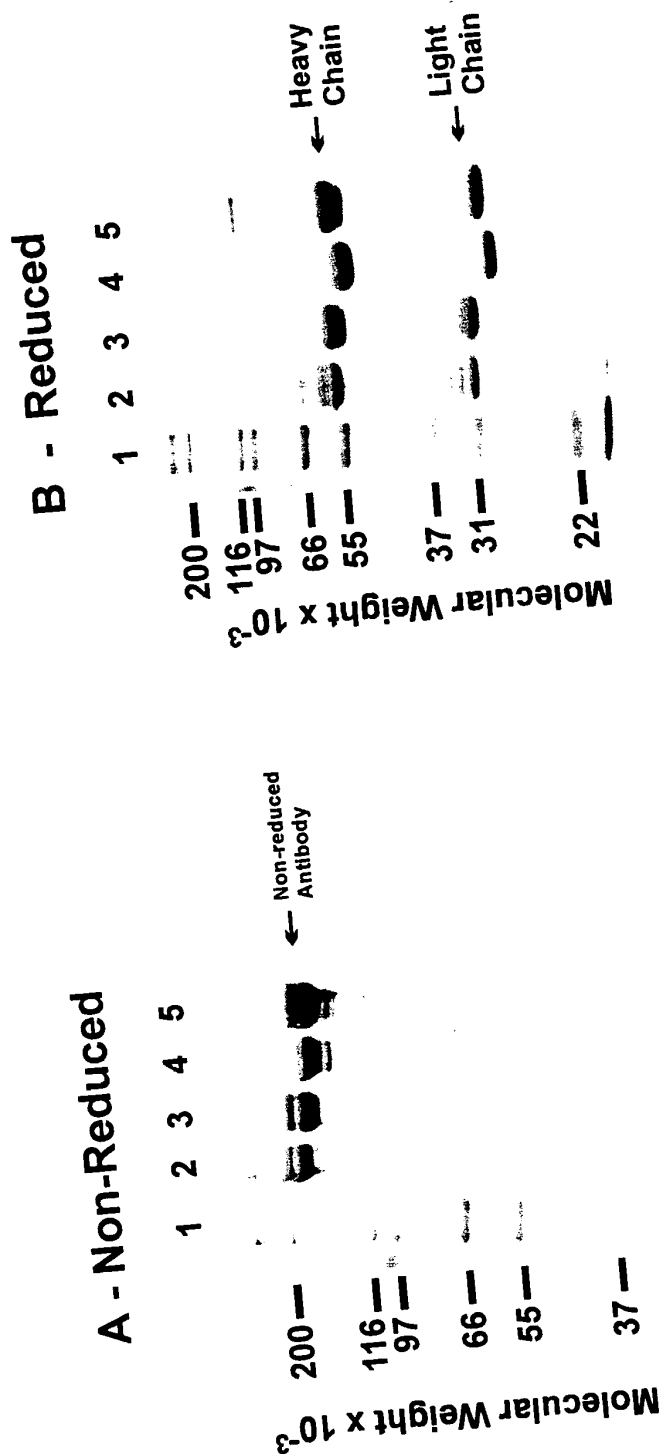 A - Non-Reduced
1 2 3 4 5
Molecular Weight x 10-3
200
116
97
66
55
37
← Non-reduced
Antibody
B - Reduced
1 2 3 4 5
Molecular Weight x 10-3
200
116
97
66
55
37
31
22
← Heavy
Chain
← Light
Chain